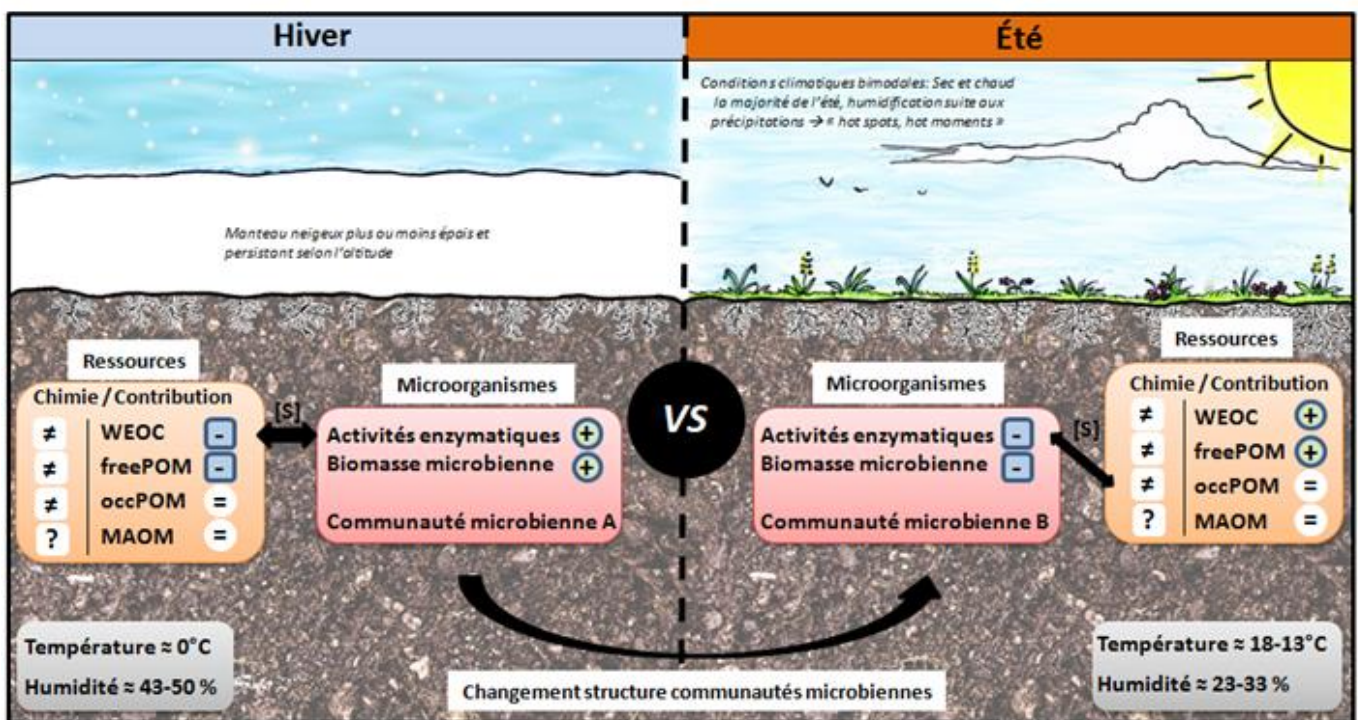 Hiver
Été
Manteau neigeux plus ou moins épais et
persistant selon l'altitude
Conditions climatiques bimodales: Sec et chaud
la majorité de l'été, humidification suite aux
précipitations → « hot spots, hot moments »
Ressources
Chimie / Contribution
≠ WEOC -
≠ freePOM -
≠ occPOM =
? MAOM =
[S]
Microorganismes
Activités enzymatiques +
Biomasse microbienne +
Communauté microbienne A
VS
Microorganismes
Activités enzymatiques -
Biomasse microbienne -
Communauté microbienne B
[S]
Ressources
Chimie / Contribution
≠ WEOC +
≠ freePOM +
≠ occPOM =
? MAOM =
Température ≈ 0°C
Humidité ≈ 43-50 %
Changement structure communautés microbiennes
Température ≈ 18-13°C
Humidité ≈ 23-33 %